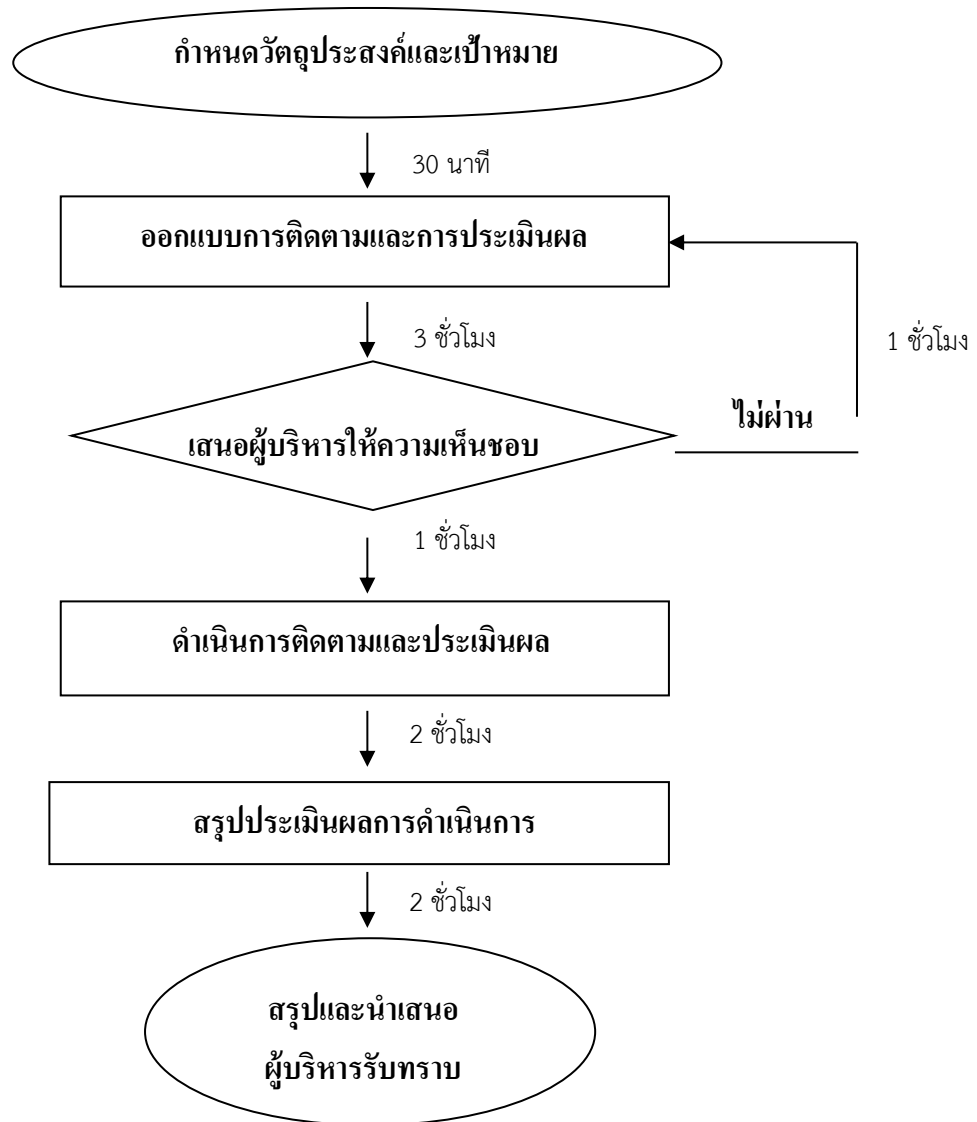 กำหนดวัตถุประสงค์และเป้าหมาย
30 นาที
ออกแบบการติดตามและการประเมินผล
3 ชั่วโมง
1 ชั่วโมง
ไม่ผ่าน
เสนอผู้บริหารให้ความเห็นชอบ
1 ชั่วโมง
ดำเนินการติดตามและประเมินผล
2 ชั่วโมง
สรุปประเมินผลการดำเนินการ
2 ชั่วโมง
สรุปและนำเสนอ
ผู้บริหารรับทราบ